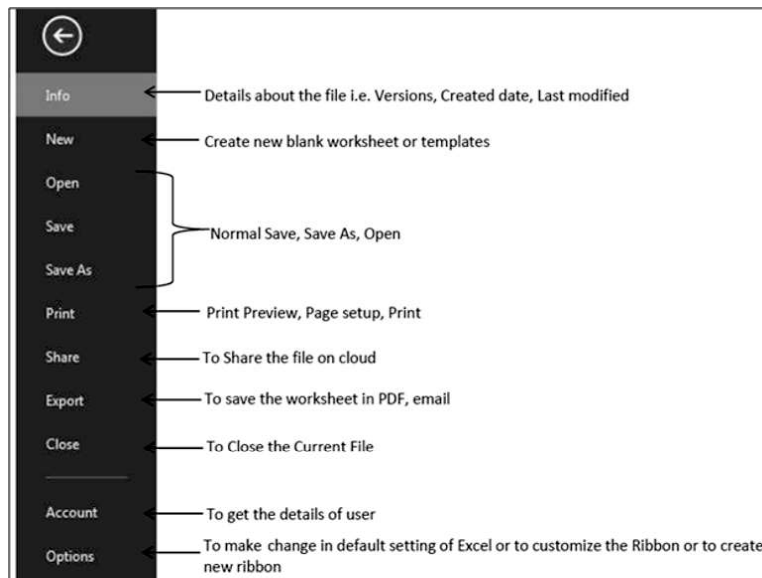 Info
Details about the file i.e. Versions, Created date, Last modified
New
Create new blank worksheet or templates
Open
Save
Save As
Normal Save, Save As, Open
Print
Print Preview, Page setup, Print
Share
To Share the file on cloud
Export
To save the worksheet in PDF, email
Close
To Close the Current File
Account
To get the details of user
Options
To make change in default setting of Excel or to customize the Ribbon or to create
new ribbon